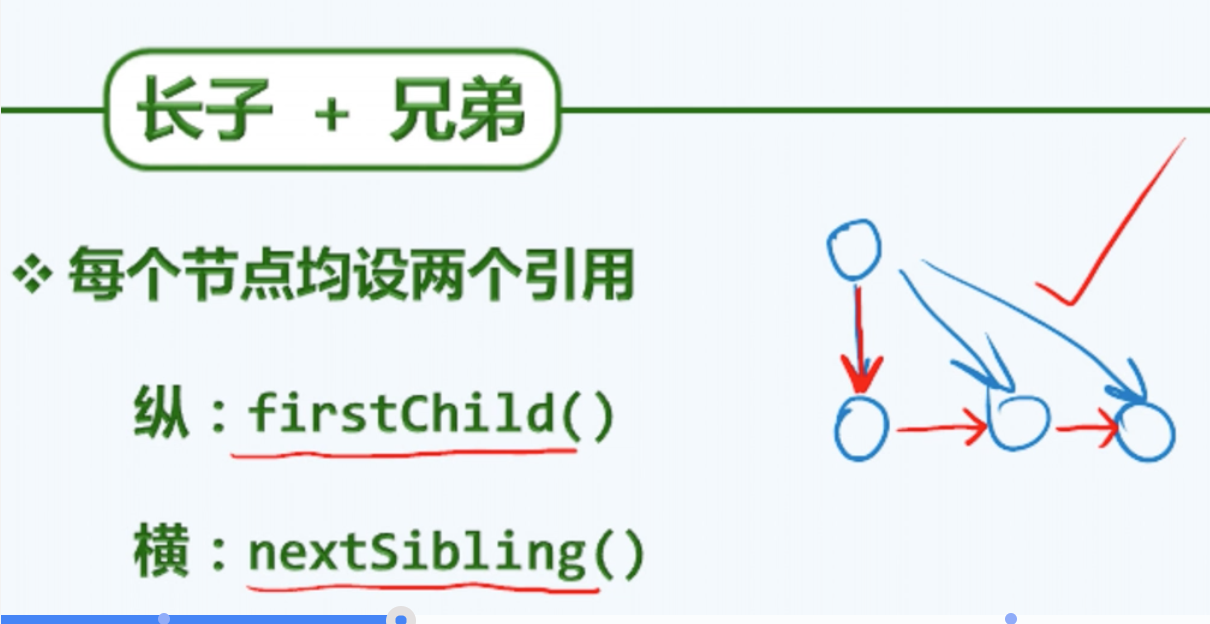 长子 + 兄弟
❖ 每个节点均设两个引用
纵：firstChild()
横：nextSibling()